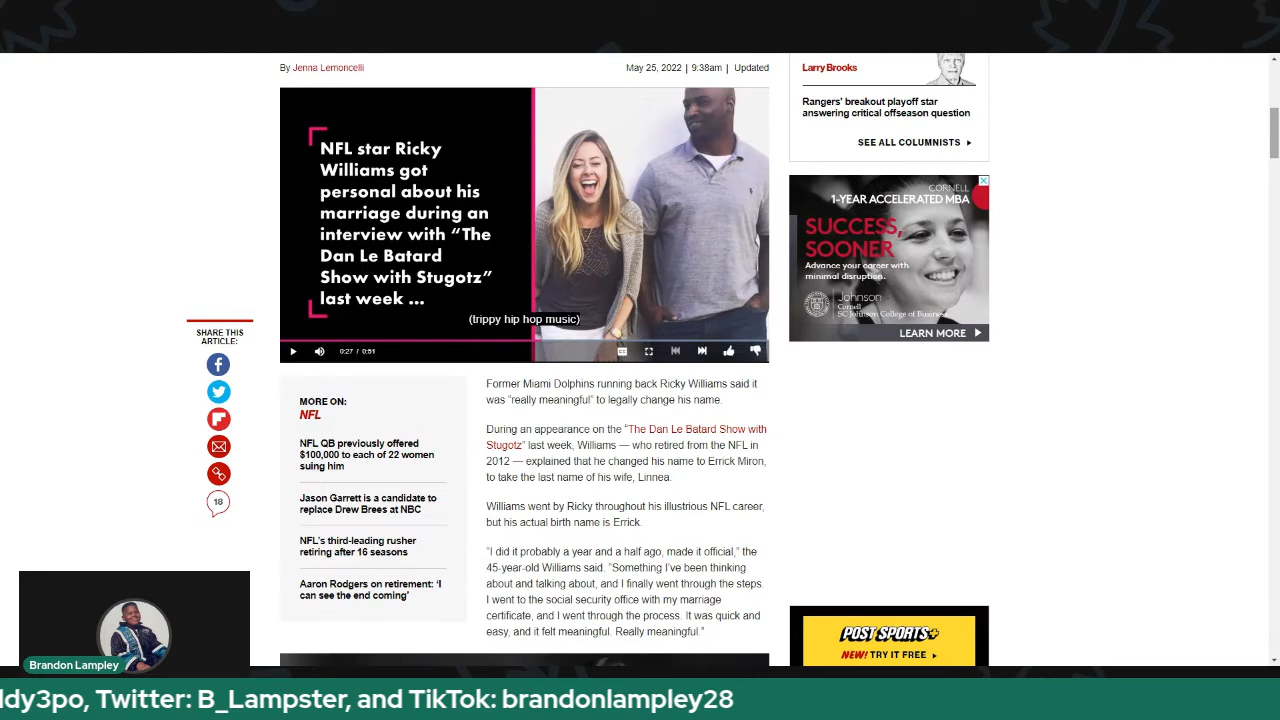 By Jenna Lemoncelli
May 25, 2022 | 9:38am | Updated
NFL star Ricky
Williams got
personal about his
marriage during an
interview with “The
Dan Le Batard
Show with Stugotz”
last week ...
(trippy hip hop music)
0:27 / 0:51
SHARE THIS
ARTICLE:
18
MORE ON:
NFL
NFL QB previously offered
$100,000 to each of 22 women
suing him
Jason Garrett is a candidate to
replace Drew Brees at NBC
NFL's third-leading rusher
retiring after 16 seasons
Aaron Rodgers on retirement: ‘I
can see the end coming’
Former Miami Dolphins running back Ricky Williams said it
was “really meaningful” to legally change his name.
During an appearance on the “The Dan Le Batard Show with
Stugotz” last week, Williams — who retired from the NFL in
2012 — explained that he changed his name to Errick Miron,
to take the last name of his wife, Linnea.
Williams went by Ricky throughout his illustrious NFL career,
but his actual birth name is Errick.
“I did it probably a year and a half ago, made it official,” the
45-year-old Williams said. “Something I've been thinking
about and talking about, and I finally went through the steps.
I went to the social security office with my marriage
certificate, and I went through the process. It was quick and
easy, and it felt meaningful. Really meaningful.”
Larry Brooks
Rangers' breakout playoff star
answering critical offseason question
SEE ALL COLUMNISTS
CORNELL
1-YEAR ACCELERATED MBA
SUCCESS,
SOONER
Advance your career with
minimal disruption.
Johnson
Cornell
SC Johnson College of Business
LEARN MORE
POST SPORTS+
NEW! TRY IT FREE
Brandon Lampley
ddy3po, Twitter: B_Lampster, and TikTok: brandonlampley28